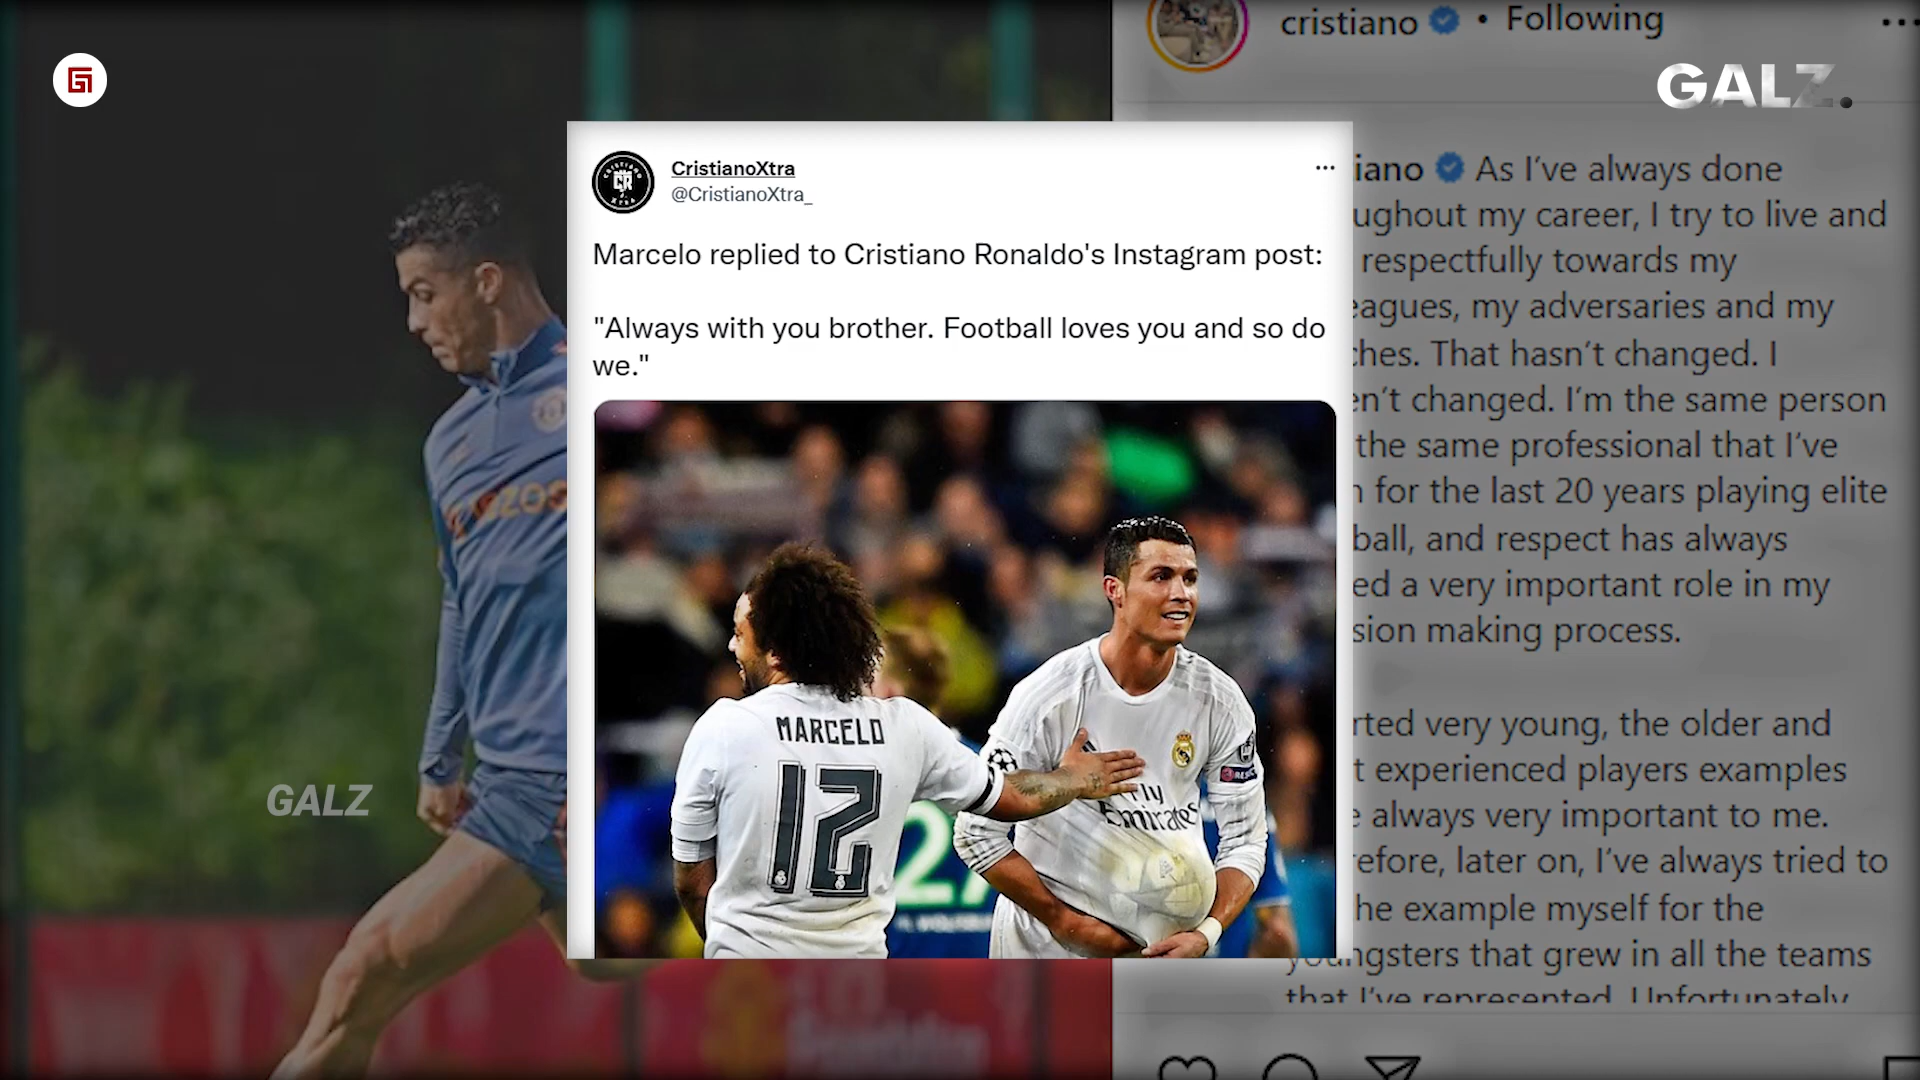 cristiano • Following
GALZ.
CristianoXtra
@CristianoXtra_
Marcelo replied to Cristiano Ronaldo's Instagram post:
"Always with you brother. Football loves you and so do
we."
MARCELO
12
Fly
Emirates
GALZ
iano As I’ve always done
ughout my career, I try to live and
respectfully towards my
eagues, my adversaries and my
ches. That hasn’t changed. I
en’t changed. I’m the same person
the same professional that I’ve
n for the last 20 years playing elite
ball, and respect has always
ed a very important role in my
sion making process.
rted very young, the older and
t experienced players examples
e always very important to me.
refore, later on, I’ve always tried to
he example myself for the
youngsters that grew in all the teams
that I’ve represented. Unfortunately